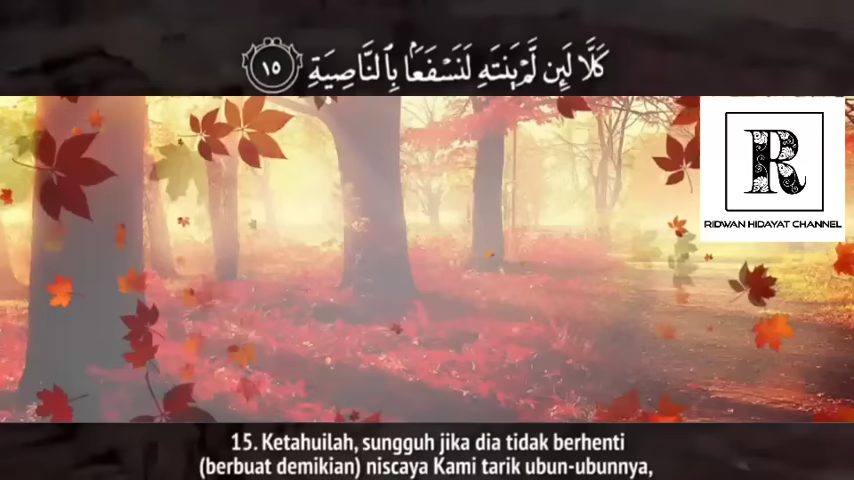 كَلَّا لَىِٕن لَّمْ يَنتَهِ لَنَسْفَعًۢا بِٱلنَّاصِيَةِ ١٥
R
RIDWAN HIDAYAT CHANNEL
15. Ketahuilah, sungguh jika dia tidak berhenti
(berbuat demikian) niscaya Kami tarik ubun-ubunnya,